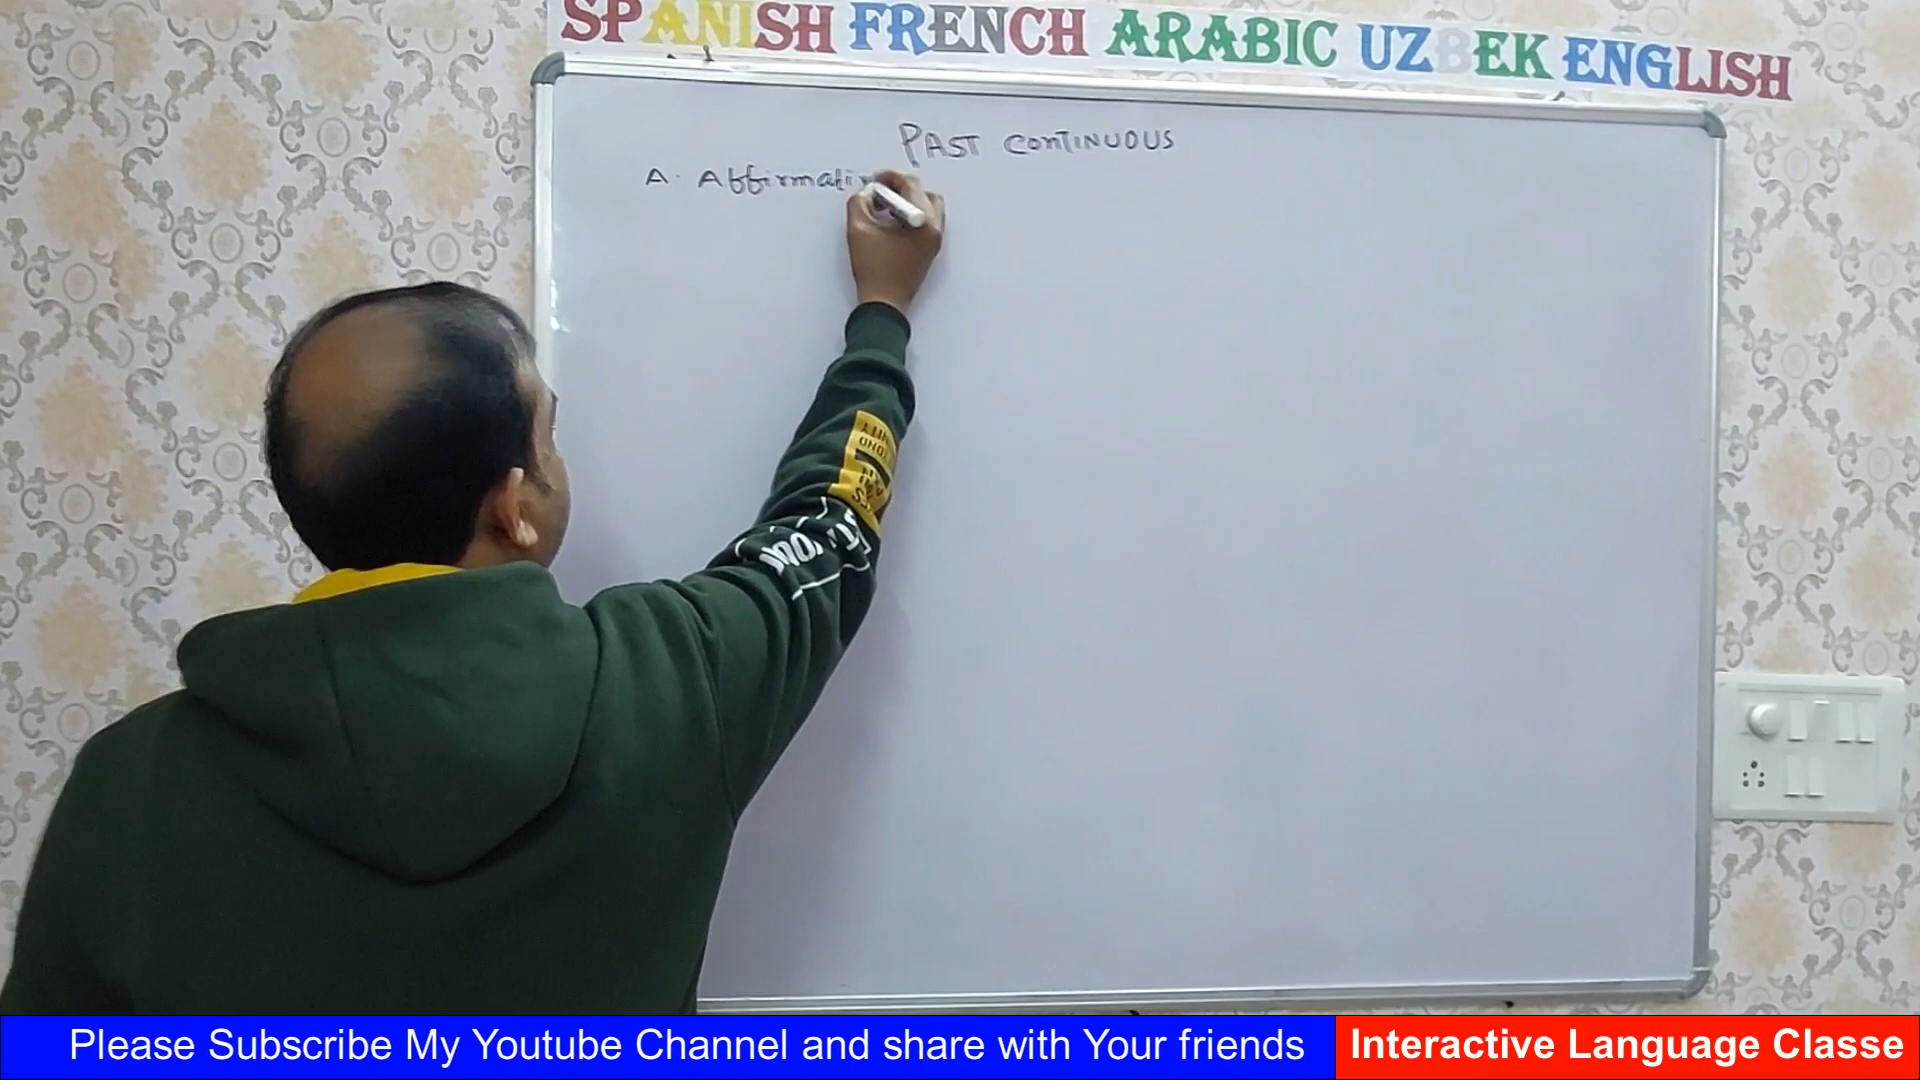 SPANISH FRENCH ARABIC UZBEK ENGLISH
PAST CONTINUOUS
A. Affirmati
Please Subscribe My Youtube Channel and share with Your friends
Interactive Language Classe